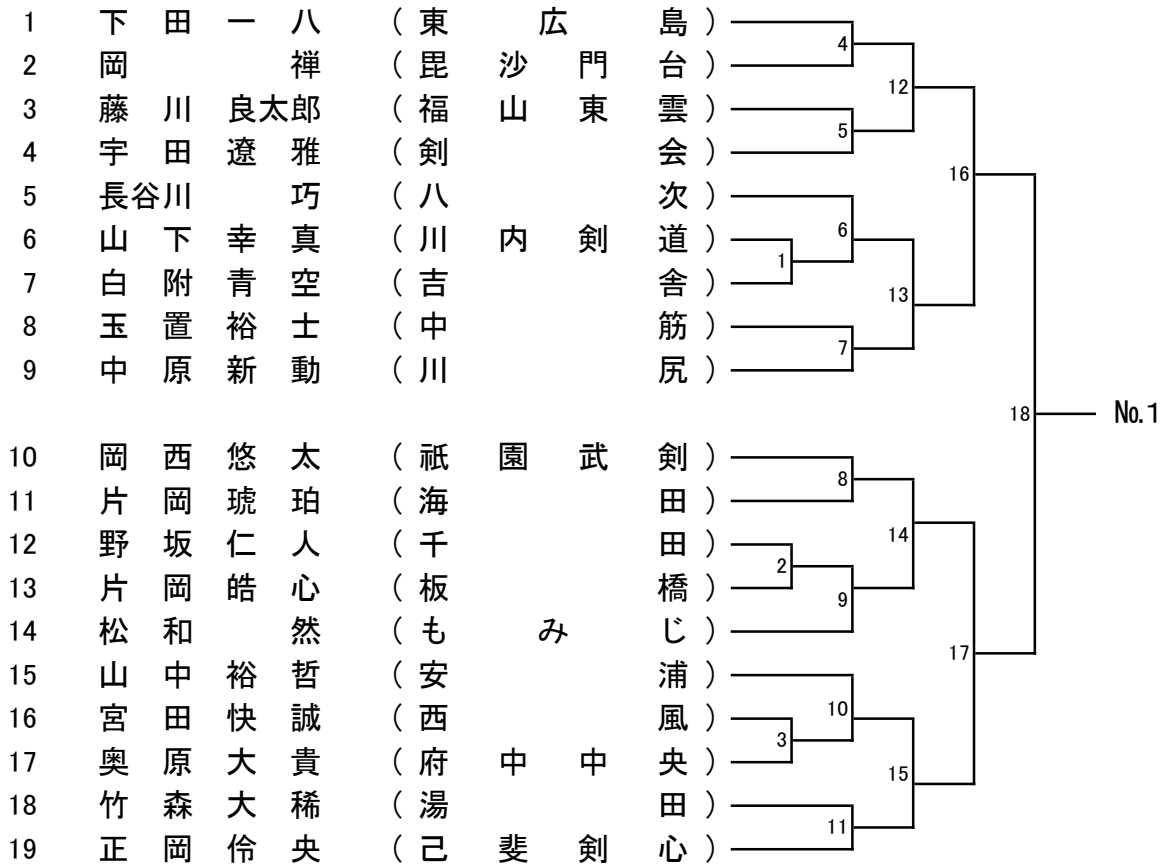 1 下田一八 (東広島)
4
2 岡禅 (毘沙門台)
12
3 藤川良太郎 (福山東雲)
5
4 宇田遼雅 (剣会)
16
5 長谷川巧 (八次)
6 山下幸真 (川内剣道)
6
1
7 白附青空 (吉舎)
13
8 玉置裕士 (中筋)
7
9 中原新動 (川尻)
18 No.1
10 岡西悠太 (祇園武剣)
8
11 片岡琥珀 (海田)
14
12 野坂仁人 (千田)
2
13 片岡皓心 (板橋)
9
14 松和然 (もみじ)
17
15 山中裕哲 (安浦)
10
16 宮田快誠 (西風)
3
17 奥原大貴 (府中中央)
15
18 竹森大稀 (湯田)
11
19 正岡伶央 (己斐剣心)